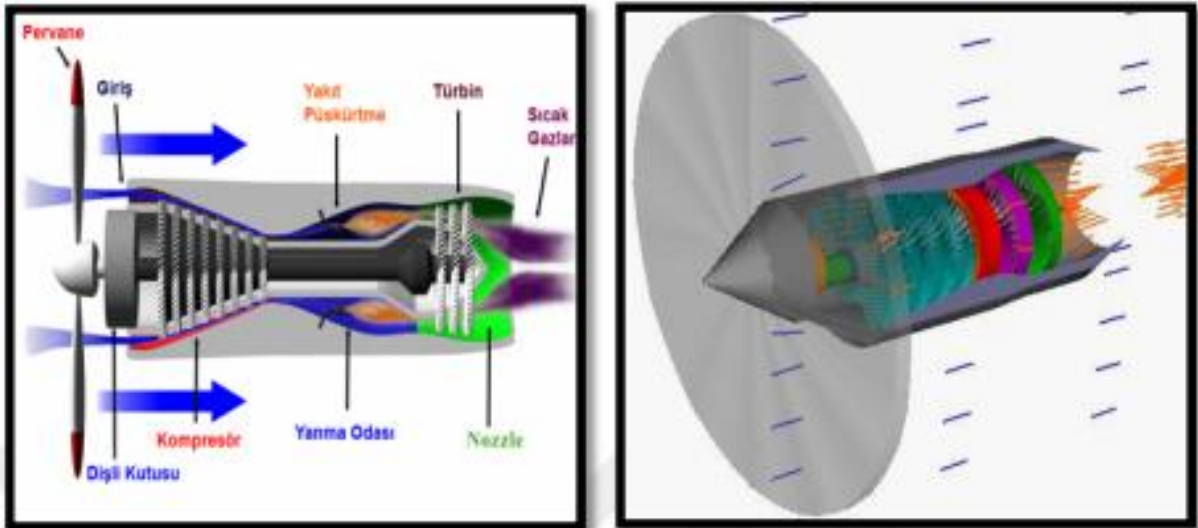 Pervane
Giriş
Yakıt
Püskürtme
Türbin
Sıcak
Gazlar
Kompresör
Yanma Odası
Nozzle
Dişli Kutusu